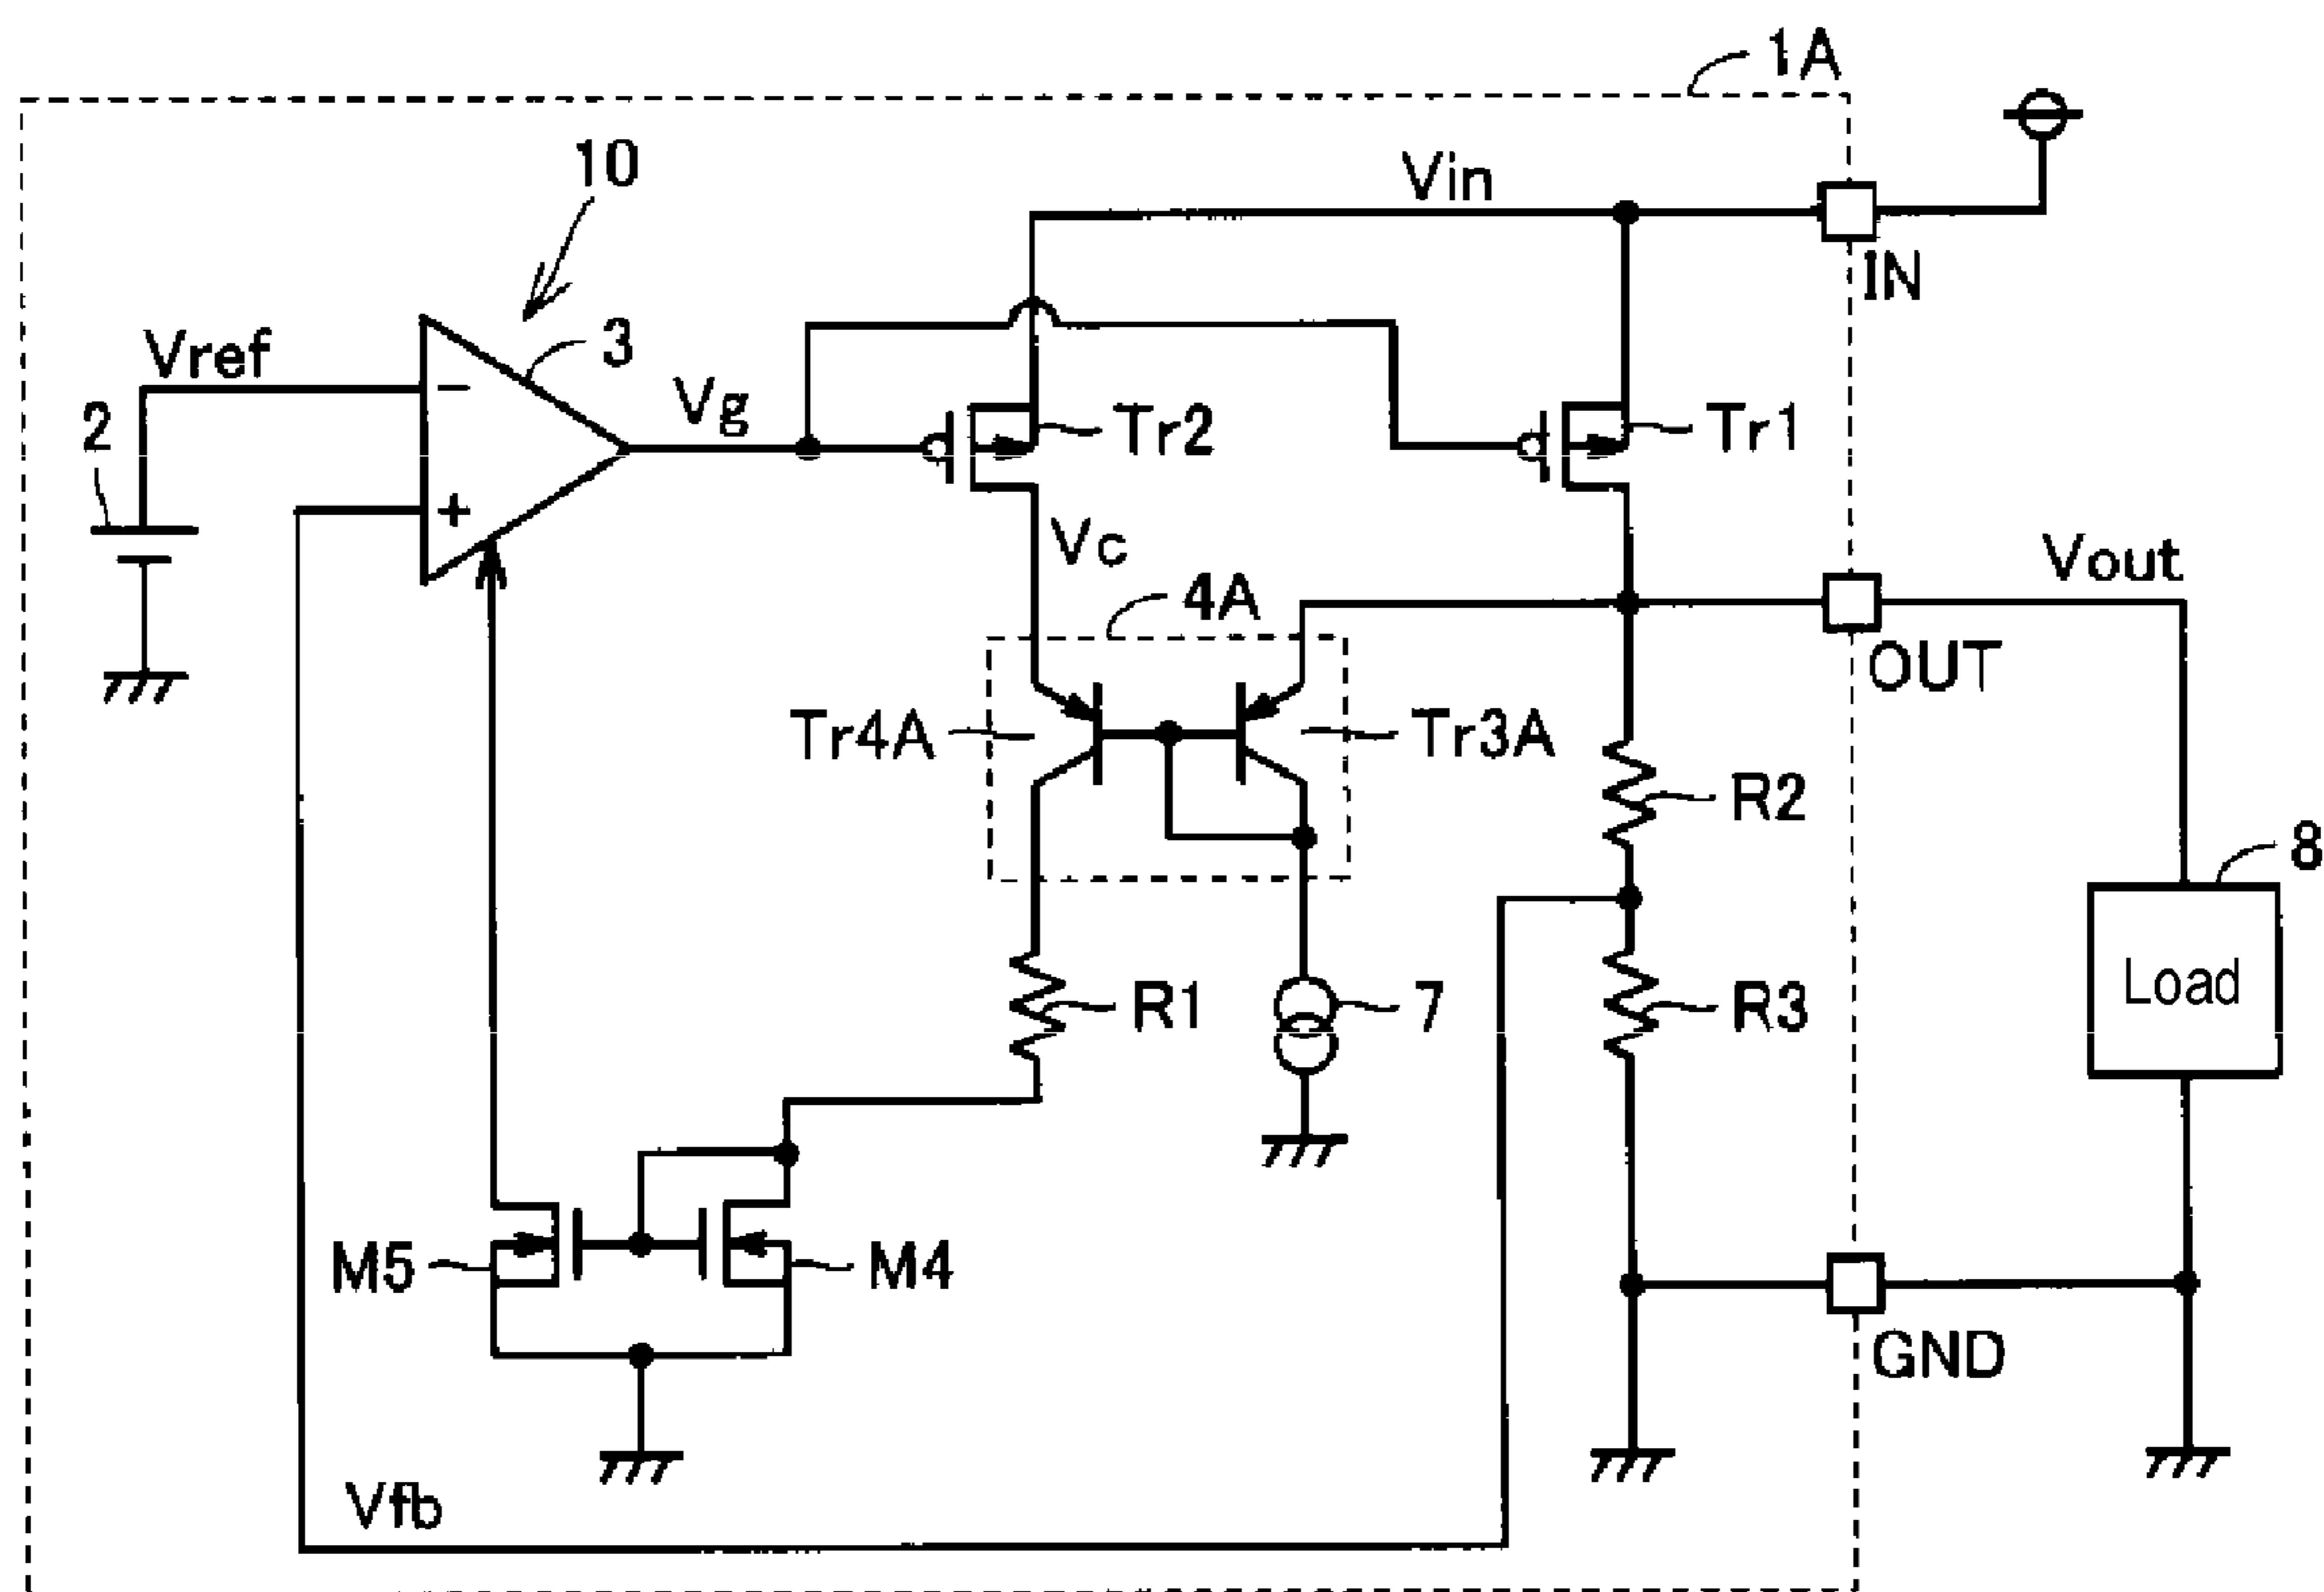 1A
10
Vin
IN
Vref
3
Vg
2
Tr2
Tr1
−
+
Vc
Vout
4A
OUT
Tr4A
Tr3A
R2
8
Load
R1
7
R3
M5
M4
GND
Vfb